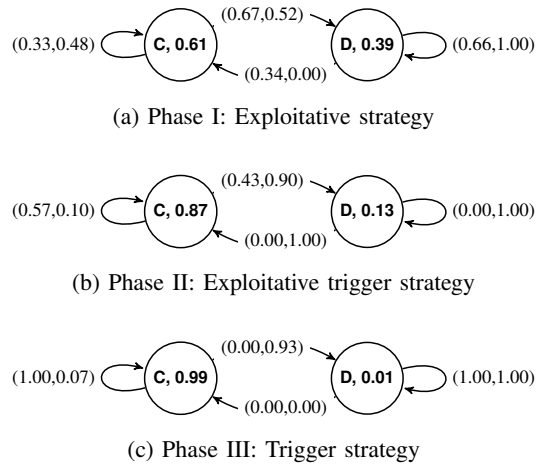 (0.67,0.52)
(0.33,0.48) C, 0.61 D, 0.39 (0.66,1.00)
(0.34,0.00)
(a) Phase I: Exploitative strategy
(0.43,0.90)
(0.57,0.10) C, 0.87 D, 0.13 (0.00,1.00)
(0.00,1.00)
(b) Phase II: Exploitative trigger strategy
(0.00,0.93)
(1.00,0.07) C, 0.99 D, 0.01 (1.00,1.00)
(0.00,0.00)
(c) Phase III: Trigger strategy